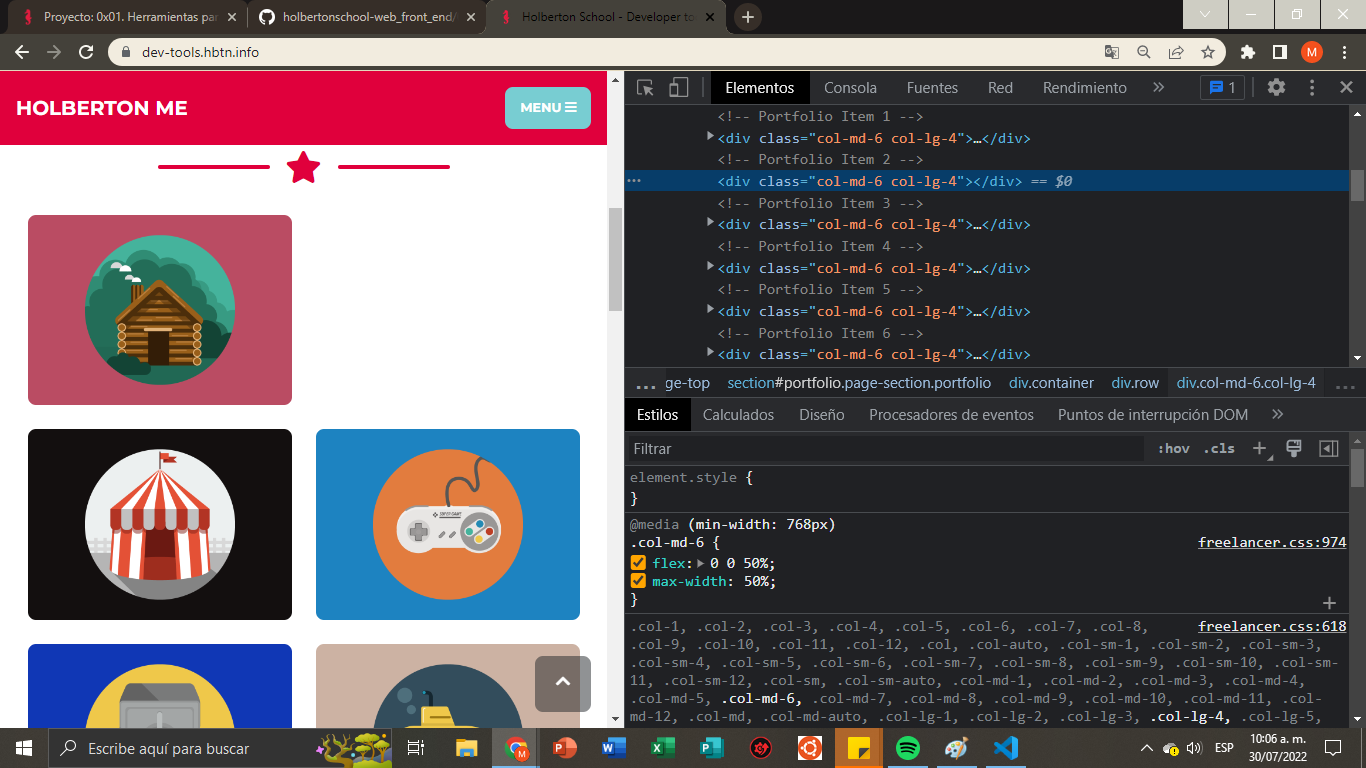 Proyecto: 0x01. Herramientas par
holbertonschool-web_front_end/
Holberton School - Developer to
dev-tools.hbtn.info
M
HOLBERTON ME
MENU
Elementos
Consola
Fuentes
Red
Rendimiento
1
<!-- Portfolio Item 1 -->
<div class="col-md-6 col-lg-4">…</div>
<!-- Portfolio Item 2 -->
<div class="col-md-6 col-lg-4"></div> == $0
<!-- Portfolio Item 3 -->
<div class="col-md-6 col-lg-4">…</div>
<!-- Portfolio Item 4 -->
<div class="col-md-6 col-lg-4">…</div>
<!-- Portfolio Item 5 -->
<div class="col-md-6 col-lg-4">…</div>
<!-- Portfolio Item 6 -->
<div class="col-md-6 col-lg-4">…</div>
... ge-top section#portfolio.page-section.portfolio div.container div.row div.col-md-6.col-lg-4 ...
Estilos
Calculados
Diseño
Procesadores de eventos
Puntos de interrupción DOM
Filtrar
:hov .cls
element.style {
}
@media (min-width: 768px)
.col-md-6 {
freelancer.css:974
flex: 0 0 50%;
max-width: 50%;
}
.col-1, .col-2, .col-3, .col-4, .col-5, .col-6, .col-7, .col-8,
freelancer.css:618
.col-9, .col-10, .col-11, .col-12, .col, .col-auto, .col-sm-1, .col-sm-2, .col-sm-3,
.col-sm-4, .col-sm-5, .col-sm-6, .col-sm-7, .col-sm-8, .col-sm-9, .col-sm-10, .col-sm-
11, .col-sm-12, .col-sm, .col-sm-auto, .col-md-1, .col-md-2, .col-md-3, .col-md-4,
.col-md-5, .col-md-6, .col-md-7, .col-md-8, .col-md-9, .col-md-10, .col-md-11, .col-
md-12, .col-md, .col-md-auto, .col-lg-1, .col-lg-2, .col-lg-3, .col-lg-4, .col-lg-5,
Escribe aquí para buscar
ESP
10:06 a. m.
30/07/2022